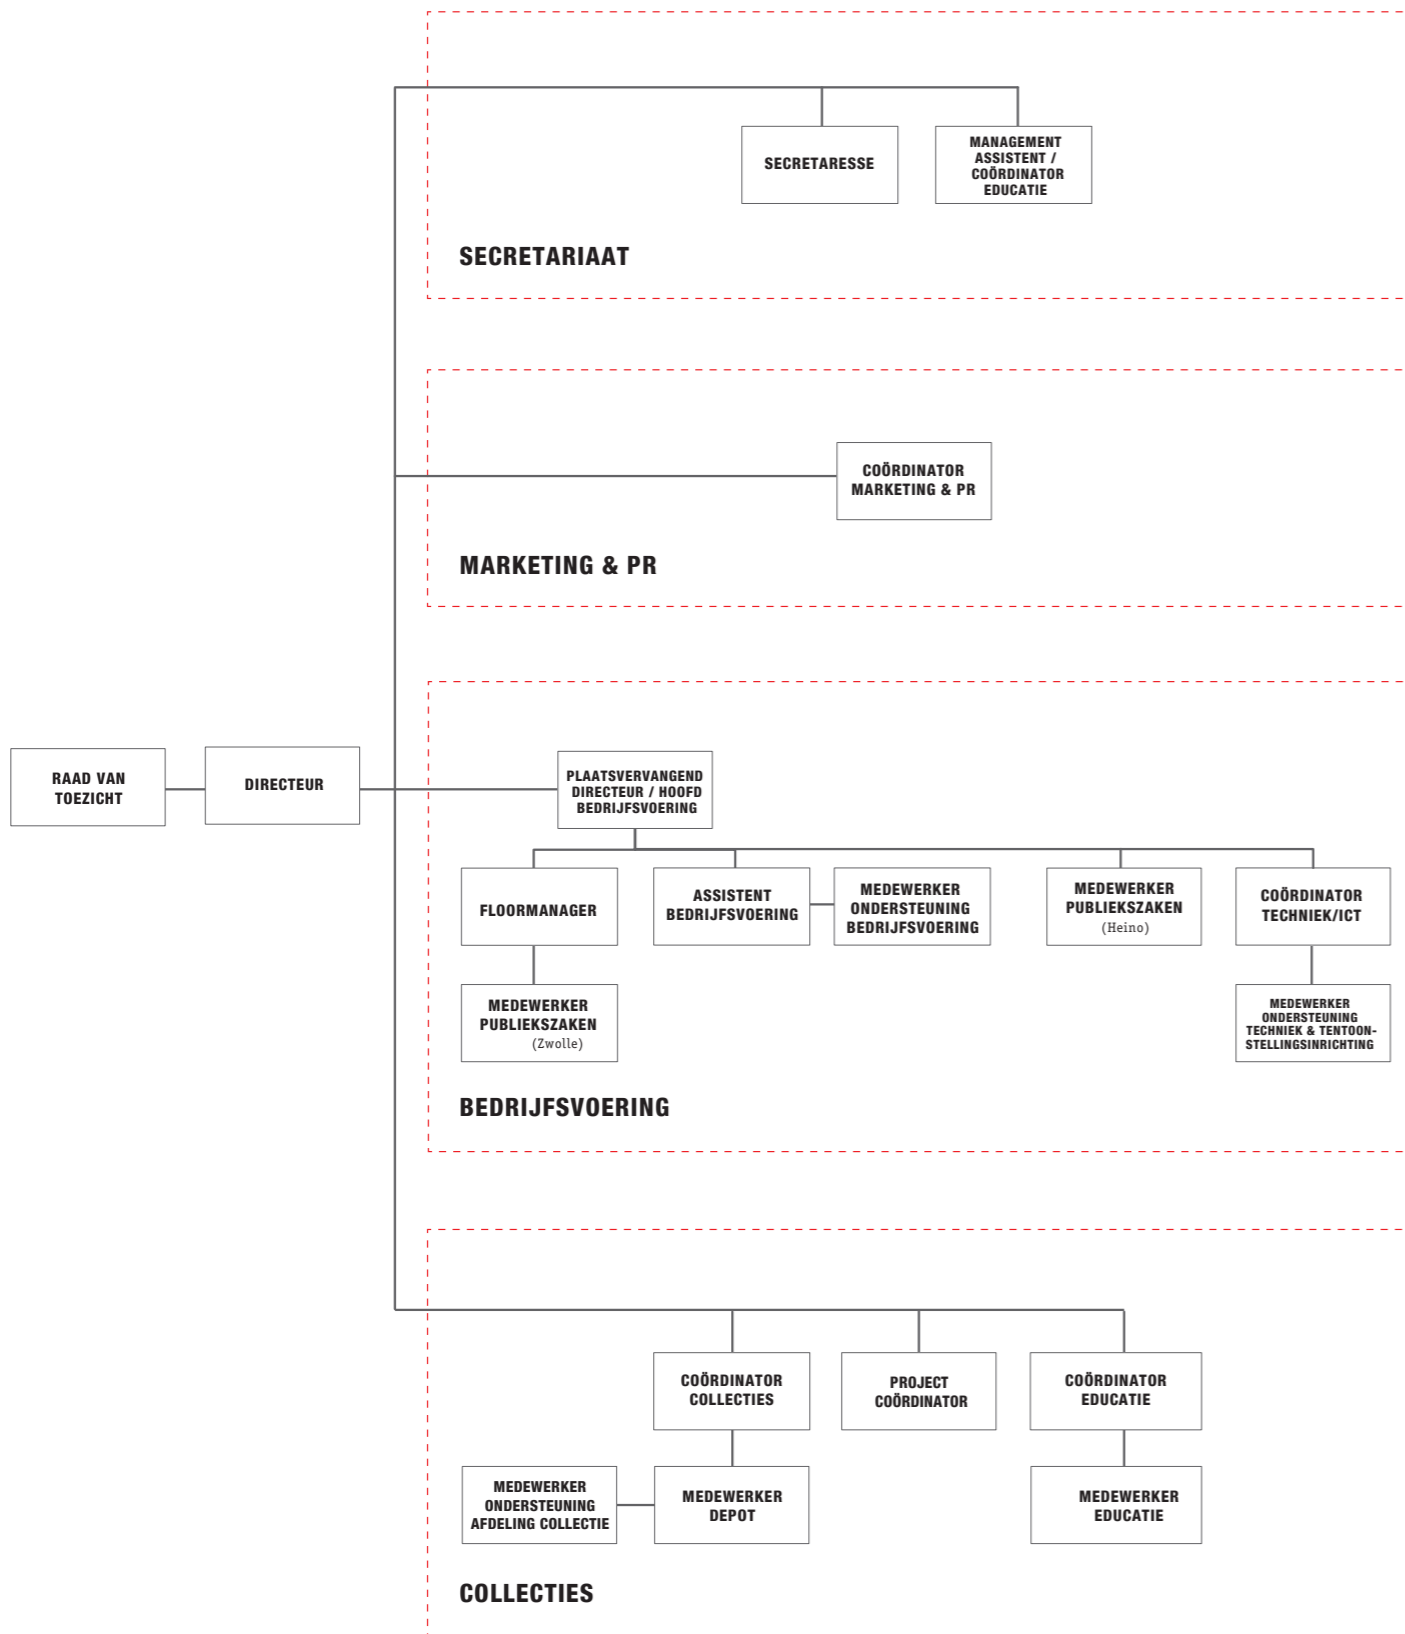 SECRETARESSE
MANAGEMENT
ASSISTENT /
COÖRDINATOR
EDUCATIE
SECRETARIAAT
COÖRDINATOR
MARKETING & PR
MARKETING & PR
RAAD VAN
TOEZICHT
DIRECTEUR
PLAATSVERVANGEND
DIRECTEUR / HOOFD
BEDRIJFSVOERING
FLOORMANAGER
ASSISTENT
BEDRIJFSVOERING
MEDEWERKER
ONDERSTEUNING
BEDRIJFSVOERING
MEDEWERKER
PUBLIEKSZAKEN
(Heino)
COÖRDINATOR
TECHNIEK/ICT
MEDEWERKER
PUBLIEKSZAKEN
(Zwolle)
MEDEWERKER
ONDERSTEUNING
TECHNIEK & TENTOON-
STELLINGSINRICHTING
BEDRIJFSVOERING
COÖRDINATOR
COLLECTIES
PROJECT
COÖRDINATOR
COÖRDINATOR
EDUCATIE
MEDEWERKER
ONDERSTEUNING
AFDELING COLLECTIE
MEDEWERKER
DEPOT
MEDEWERKER
EDUCATIE
COLLECTIES